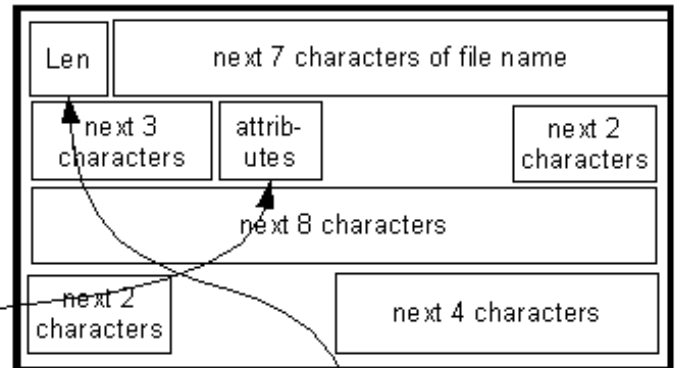 Len
next 7 characters of file name
next 3
characters
attrib-
utes
next 2
characters
next 8 characters
next 2
characters
next 4 characters